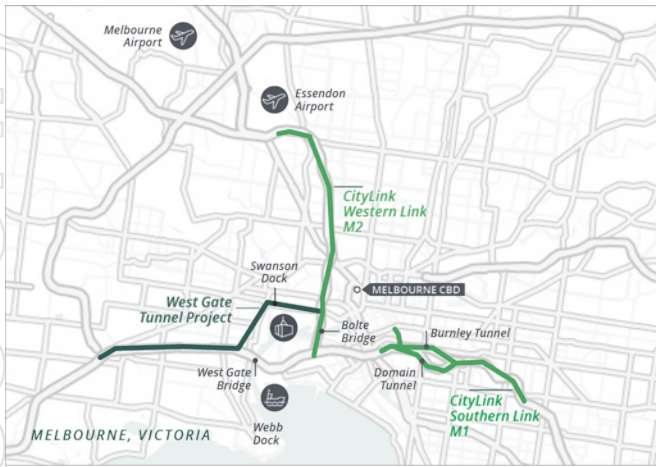 Melbourne
Airport
Essendon
Airport
CityLink
Western Link
M2
Swanson
Dock
MELBOURNE CBD
West Gate
Tunnel Project
Bolte
Bridge
Burnley Tunnel
West Gate
Bridge
Domain
Tunnel
Webb
Dock
CityLink
Southern Link
M1
MELBOURNE, VICTORIA